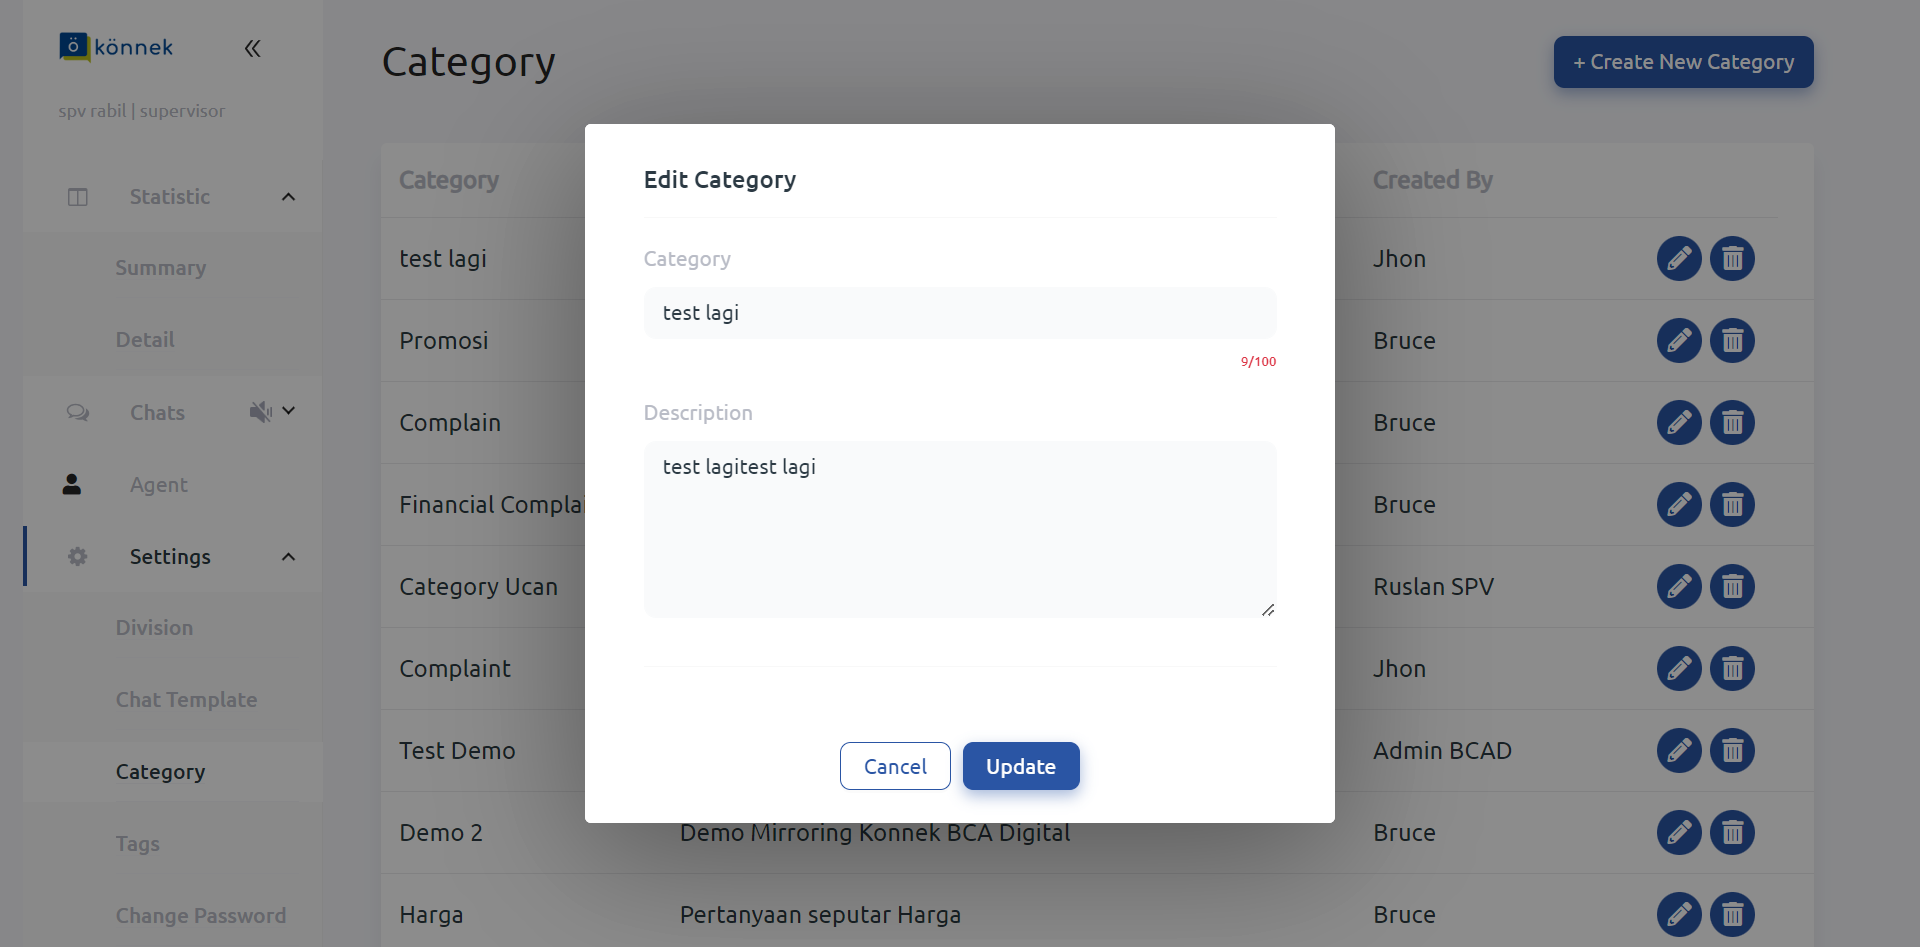 könnek
spv rabil | supervisor
Statistic
Summary
Detail
Chats
Agent
Settings
Division
Chat Template
Category
Tags
Change Password
Category
+ Create New Category
Category
Created By
test lagi
Jhon
Promosi
Bruce
Complain
Bruce
Financial Complai
Bruce
Category Ucan
Ruslan SPV
Complaint
Jhon
Test Demo
Admin BCAD
Demo 2
Demo Mirroring Konnek BCA Digital
Bruce
Harga
Pertanyaan seputar Harga
Bruce
Edit Category
Category
test lagi
9/100
Description
test lagitest lagi
Cancel
Update